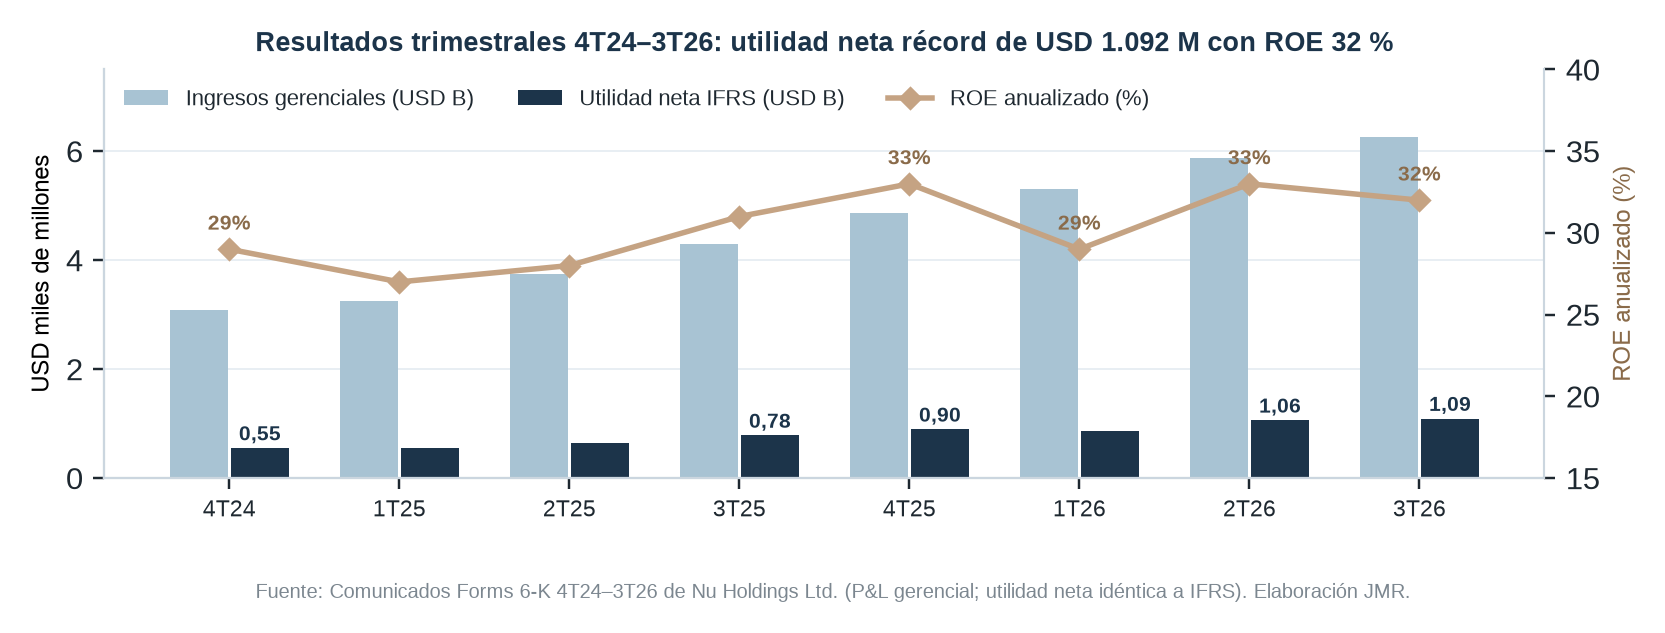 Resultados trimestrales 4T24–3T26: utilidad neta récord de USD 1.092 M con ROE 32 %
Ingresos gerenciales (USD B)
Utilidad neta IFRS (USD B)
ROE anualizado (%)
USD miles de millones
6
4
2
0
40
35
30
25
20
15
ROE anualizado (%)
29%
33%
29%
33%
32%
0,55
0,78
0,90
1,06
1,09
4T24
1T25
2T25
3T25
4T25
1T26
2T26
3T26
Fuente: Comunicados Forms 6-K 4T24–3T26 de Nu Holdings Ltd. (P&L gerencial; utilidad neta idéntica a IFRS). Elaboración JMR.